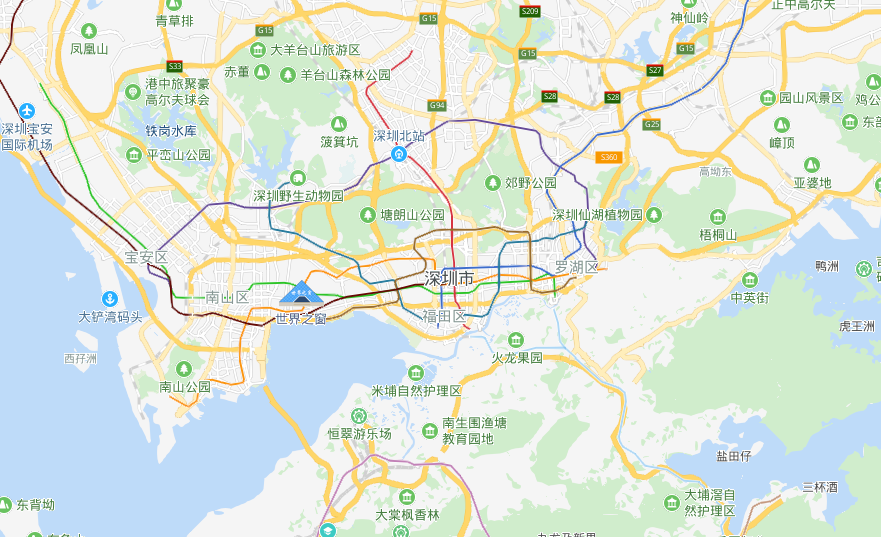 S209
神仙岭
正中高尔夫
青草排
G15
G15
凤凰山
大羊台山旅游区
G15
G15
S33
赤董
羊台山森林公园
S27
港中旅聚豪
高尔夫球会
S28
S28
园山风景区
鸡公
G94
深圳宝安
国际机场
铁岗水库
菠箕坑
深圳北站
G25
嶂顶
东部
平峦山公园
S360
高坳东
亚婆地
郊野公园
深圳野生动物园
塘朗山公园
深圳仙湖植物园
梧桐山
宝安区
罗湖区
鸭洲
深圳市
中英街
南山区
世界之窗
福田区
大铲湾码头
虎王洲
西孖洲
火龙果园
南山公园
米埔自然护理区
恒翠游乐场
南生围渔塘
教育园地
盐田仔
三杯酒
东背坳
大埔滘自
然护理区
大棠枫香林